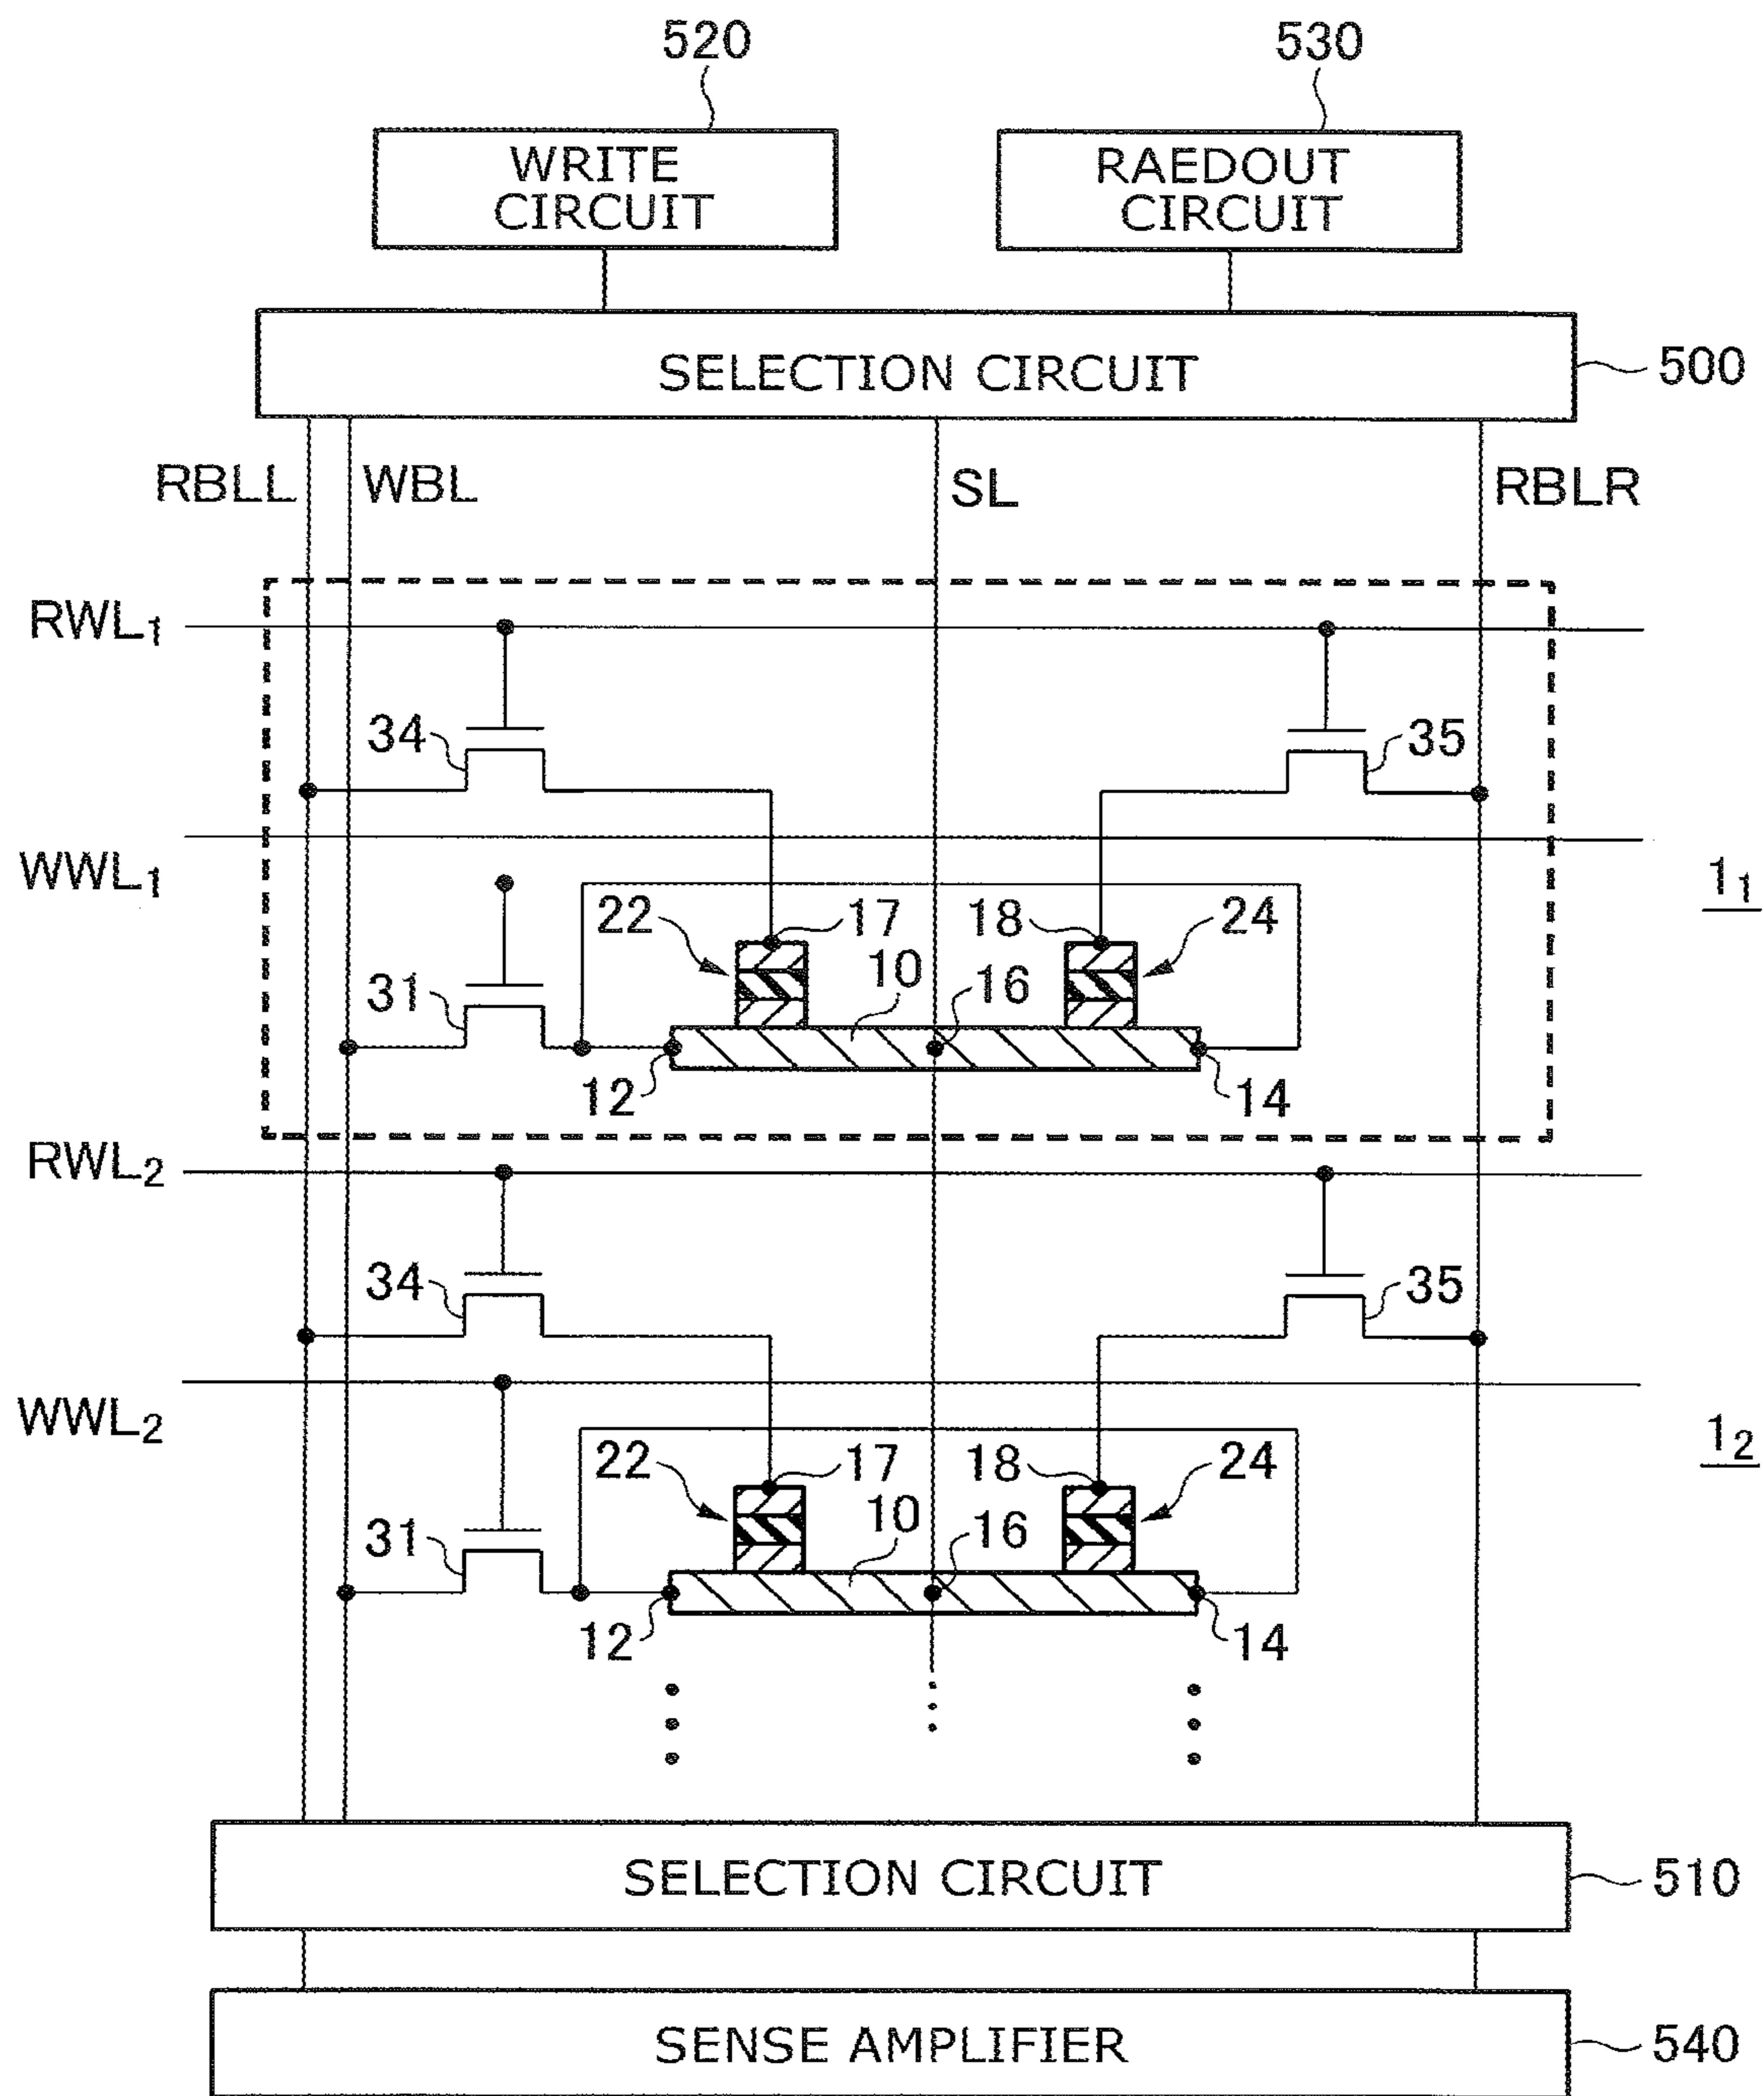 520
530
WRITE
CIRCUIT
RAEDOUT
CIRCUIT
SELECTION CIRCUIT
500
RBLL
WBL
SL
RBLR
RWL₁
34
35
WWL₁
1₁
22
17
18
24
10
16
31
12
14
RWL₂
34
35
WWL₂
1₂
22
17
18
24
10
16
31
12
14
SELECTION CIRCUIT
510
SENSE AMPLIFIER
540